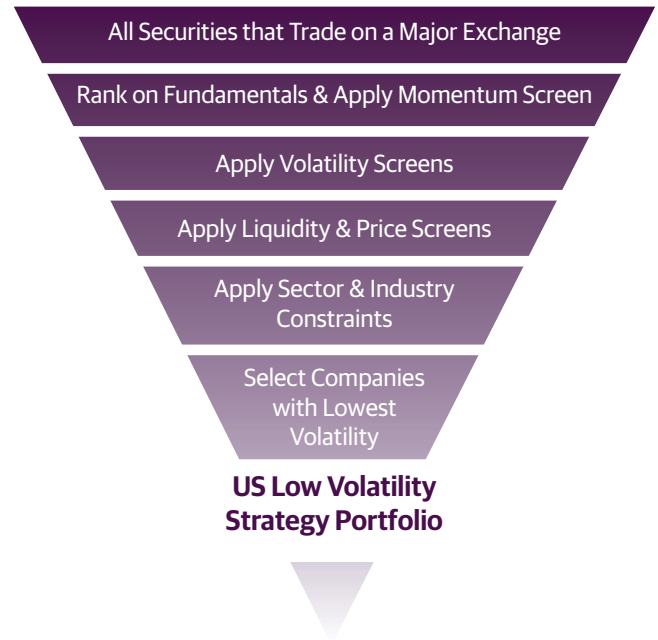 All Securities that Trade on a Major Exchange
Rank on Fundamentals & Apply Momentum Screen
Apply Volatility Screens
Apply Liquidity & Price Screens
Apply Sector & Industry
Constraints
Select Companies
with Lowest
Volatility
US Low Volatility
Strategy Portfolio